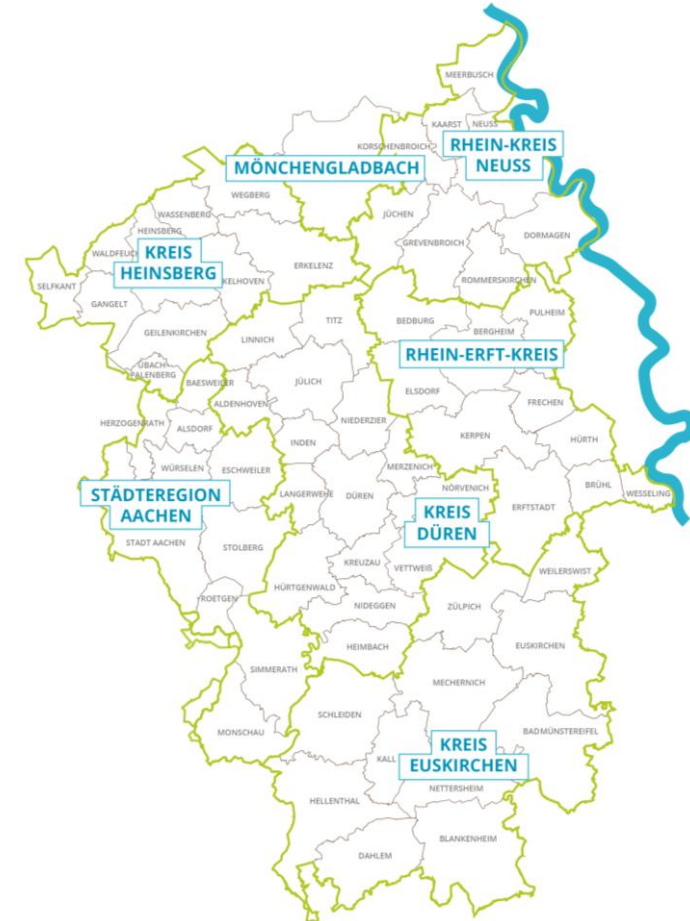 MEERBUSCH
KAARST
NEUSS
KORSCHENBROICH
RHEIN-KREIS
NEUSS
MÖNCHENGLADBACH
WEGBERG
WASSENBERG
JÜCHEN
HEINSBERG
GREVENBROICH
DORMAGEN
WALDFEUC
KREIS
HEINSBERG
ERKELENZ
ROMMERSKIRCHEN
SELFKANT
KELHOVEN
GANGELT
PULHEIM
TITZ
BEDBURG
BERGHEIM
GEILENKIRCHEN
LINNICH
RHEIN-ERFT-KREIS
ÜBACH-
PALENBERG
BAESWEILER
JÜLICH
ELSDORF
FRECHEN
ALDENHOVEN
HERZOGENRATH
ALSDORF
NIEDERZIER
KERPEN
HÜRTH
INDEN
WÜRSELEN
ESCHWEILER
MERZENICH
NÖRVENICH
BRÜHL
WESSELING
STÄDTEREGION
AACHEN
LANGERWEHE
DÜREN
KREIS
DÜREN
ERFTSTADT
STADT AACHEN
STOLBERG
KREUZAU
VETTWEIß
WEILERSWIST
HÜRTGENWALD
ROETGEN
NIDEGGEN
ZÜLPICH
HEIMBACH
EUSKIRCHEN
SIMMERATH
MECHERNICH
SCHLEIDEN
MONSCHAU
BAD MÜNSTEREIFEL
KALL
KREIS
EUSKIRCHEN
NETTERSHEIM
HELLENTHAL
BLANKENHEIM
DAHLEM